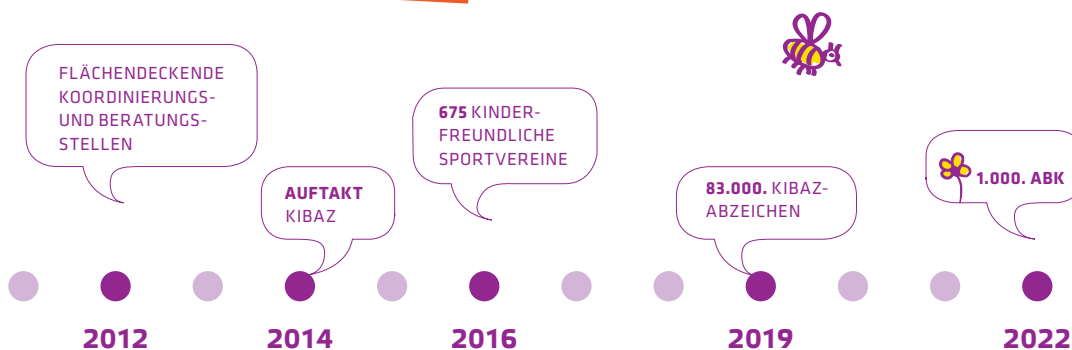 FLÄCHENDECKENDE
KOORDINIERUNGS-
UND BERATUNGS-
STELLEN
AUFTAKT
KIBAZ
675 KINDER-
FREUNDLICHE
SPORTVEREINE
83.000. KIBAZ-
ABZEICHEN
1.000. ABK
2012
2014
2016
2019
2022